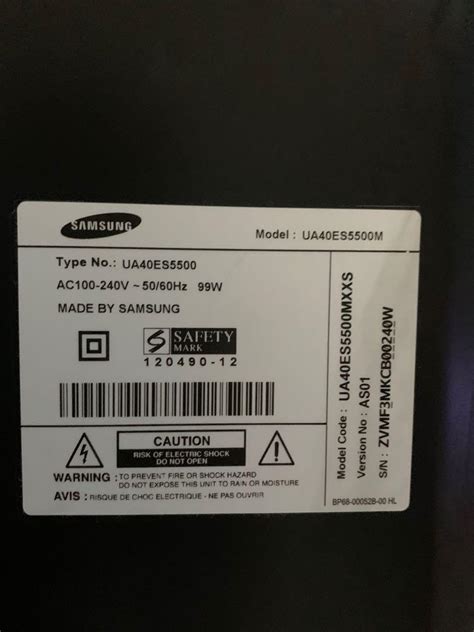 SAMSUNG
Model : UA40ES5500M
Type No.: UA40ES5500
AC100-240V ~ 50/60Hz 99W
MADE BY SAMSUNG
S SAFETY
MARK
120490-12
CAUTION
RISK OF ELECTRIC SHOCK
DO NOT OPEN
WARNING : TO PREVENT FIRE OR SHOCK HAZARD
DO NOT EXPOSE THIS UNIT TO RAIN OR MOISTURE
AVIS : RISQUE DE CHOC ELECTRIQUE - NE PAS OUVRIR
Model Code : UA40ES5500MXXS
Version No : AS01
S/N : ZVMF3MKCB00240W
BP68-00052B-00 HL